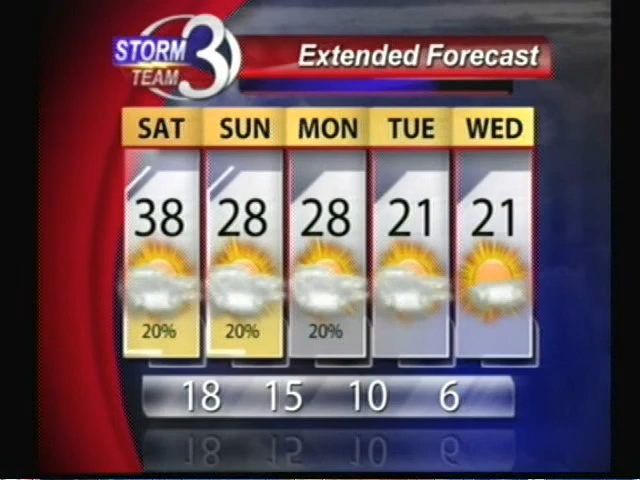 STORM TEAM 3
Extended Forecast
SAT SUN MON TUE WED
38 28 28 21 21
20% 20% 20%
18 15 10 6